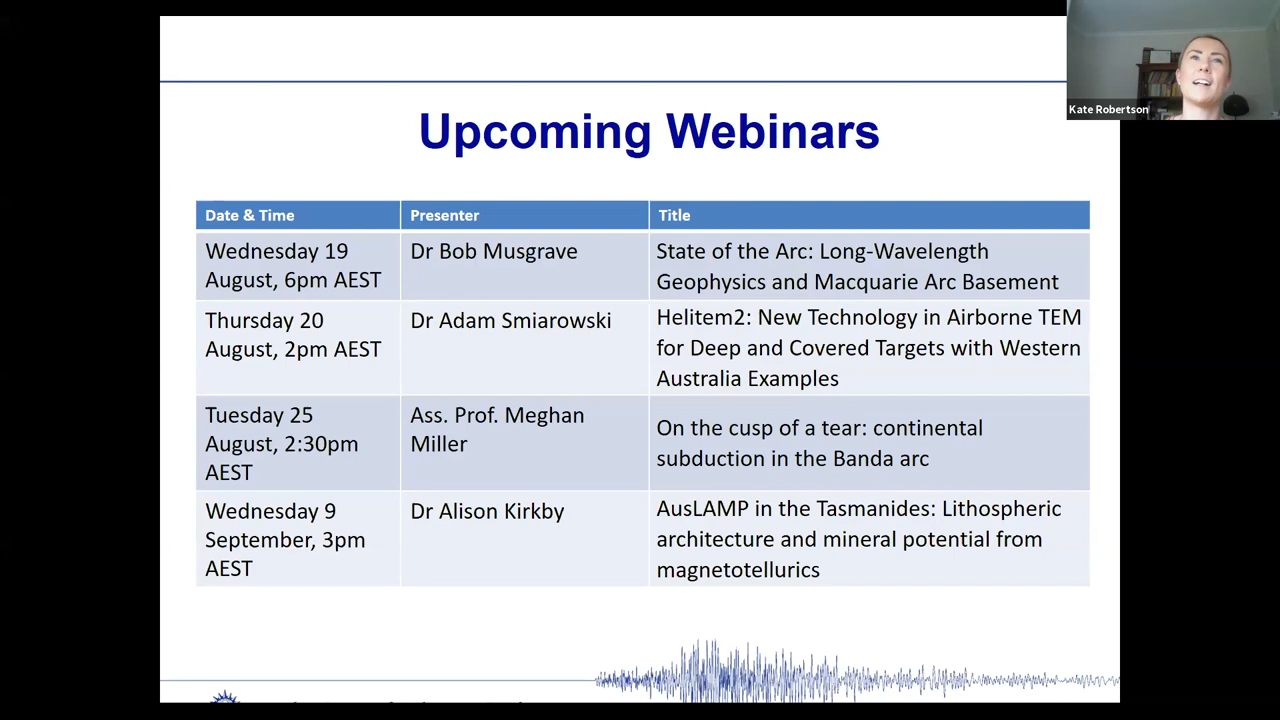 Kate Robertson
Upcoming Webinars
Date & Time
Presenter
Title
Wednesday 19
August, 6pm AEST
Dr Bob Musgrave
State of the Arc: Long-Wavelength
Geophysics and Macquarie Arc Basement
Thursday 20
August, 2pm AEST
Dr Adam Smiarowski
Helitem2: New Technology in Airborne TEM
for Deep and Covered Targets with Western
Australia Examples
Tuesday 25
August, 2:30pm
AEST
Ass. Prof. Meghan
Miller
On the cusp of a tear: continental
subduction in the Banda arc
Wednesday 9
September, 3pm
AEST
Dr Alison Kirkby
AusLAMP in the Tasmanides: Lithospheric
architecture and mineral potential from
magnetotellurics